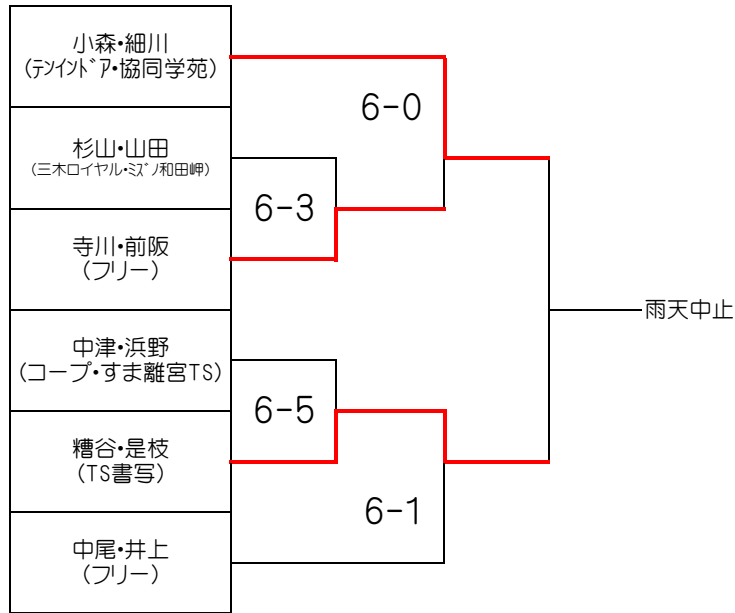 小森・細川
(ﾃﾝｲﾝﾄﾞｱ・協同学苑)
6-0
杉山・山田
(三木ロイヤル・ﾐｽﾞﾉ和田岬)
6-3
寺川・前阪
(フリー)
雨天中止
中津・浜野
(コープ・すま離宮TS)
6-5
糟谷・是枝
(TS書写)
6-1
中尾・井上
(フリー)